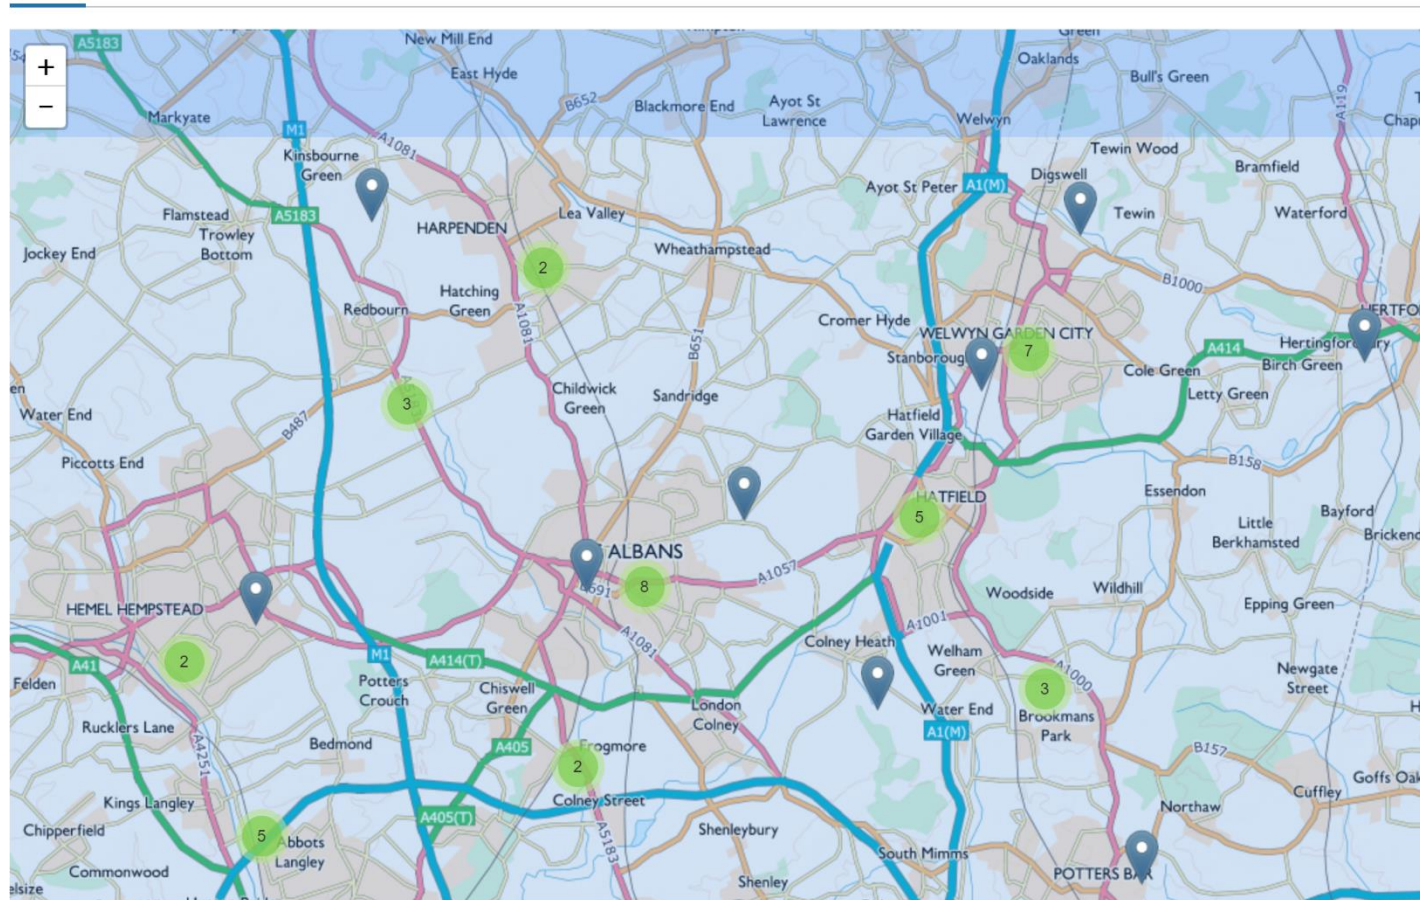 A5183
New Mill End
Green
Oaklands
+
East Hyde
Bull's Green
B652
Blackmore End
Ayot St
Lawrence
A119
−
Markyate
Welwyn
M1
A1081
Kinsbourne
Green
Tewin Wood
Bramfield
Digswell
Ayot St Peter
A1(M)
Flamstead
A5183
Lea Valley
Tewin
Waterford
HARPENDEN
Trowley
Bottom
Jockey End
Wheathampstead
2
B1000
Hatching
Green
Redbourn
A1081
Cromer Hyde
WELWYN GARDEN CITY
B651
7
A414
Birch Green
Cole Green
Letty Green
Childwick
Green
Sandridge
3
Water End
Hatfield
Garden Village
B487
Piccotts End
B158
Essendon
HATFIELD
5
Bayford
Little
Berkhamsted
ALBANS
A1057
8
Woodside
Wildhill
HEMEL HEMPSTEAD
Epping Green
A1001
A1081
Colney Heath
Welham
Green
M1
A414(T)
2
A41
A1000
Felden
Potters
Crouch
Chiswell
Green
3
Newgate
Street
London
Colney
Water End
Brookmans
Park
Rucklers Lane
Bedmond
A405
Frogmore
A1(M)
B157
A4251
2
Colney Street
Goffs Oak
Cuffley
Kings Langley
A405(T)
Northaw
Chipperfield
5
Abbots
Langley
A5183
Shenleybury
South Mimms
Commonwood
Shenley
POTTERS BAR